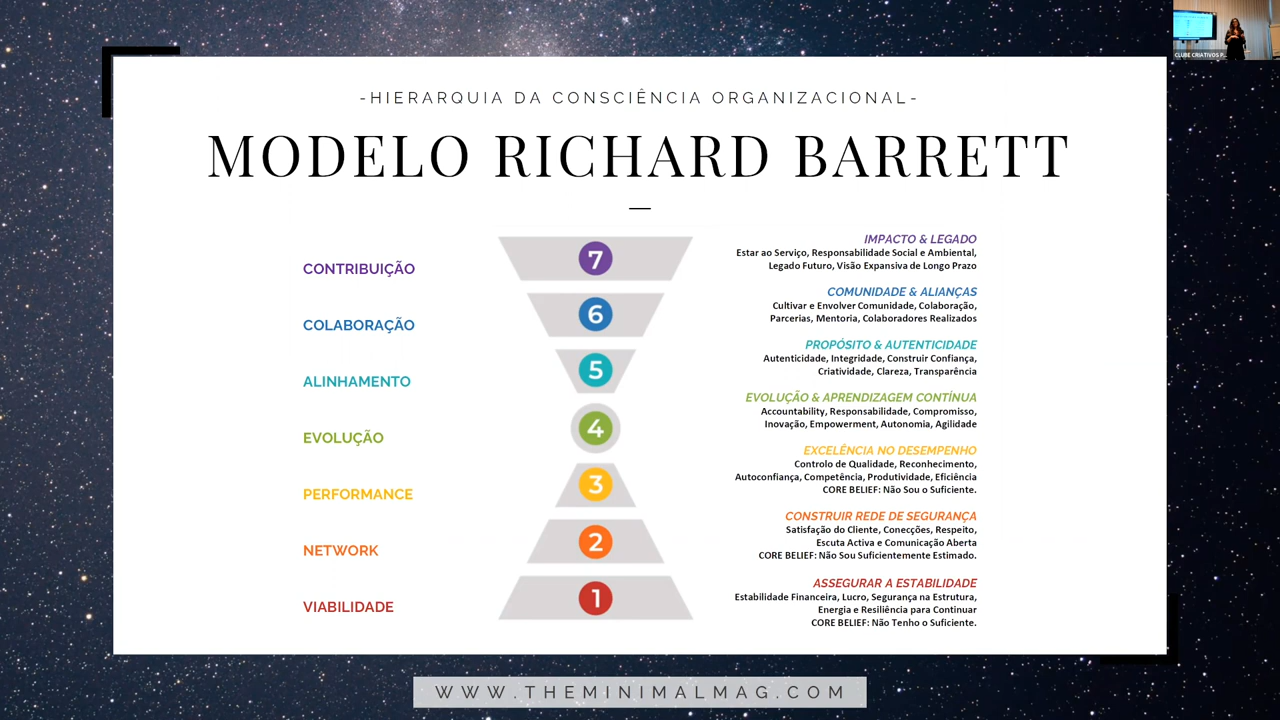 CLUBE CRIATIVOS P...
-HIERARQUIA DA CONSCIÊNCIA ORGANIZACIONAL-
MODELO RICHARD BARRETT
CONTRIBUIÇÃO
7
IMPACTO & LEGADO
Estar ao Serviço, Responsabilidade Social e Ambiental,
Legado Futuro, Visão Expansiva de Longo Prazo
COLABORAÇÃO
6
COMUNIDADE & ALIANÇAS
Cultivar e Envolver Comunidade, Colaboração,
Parcerias, Mentoria, Colaboradores Realizados
ALINHAMENTO
5
PROPÓSITO & AUTENTICIDADE
Autenticidade, Integridade, Construir Confiança,
Criatividade, Clareza, Transparência
EVOLUÇÃO
4
EVOLUÇÃO & APRENDIZAGEM CONTÍNUA
Accountability, Responsabilidade, Compromisso,
Inovação, Empowerment, Autonomia, Agilidade
PERFORMANCE
3
EXCELÊNCIA NO DESEMPENHO
Controlo de Qualidade, Reconhecimento,
Autoconfiança, Competência, Produtividade, Eficiência
CORE BELIEF: Não Sou o Suficiente.
NETWORK
2
CONSTRUIR REDE DE SEGURANÇA
Satisfação do Cliente, Conecções, Respeito,
Escuta Activa e Comunicação Aberta
CORE BELIEF: Não Sou Suficientemente Estimado.
VIABILIDADE
1
ASSEGURAR A ESTABILIDADE
Estabilidade Financeira, Lucro, Segurança na Estrutura,
Energia e Resiliência para Continuar
CORE BELIEF: Não Tenho o Suficiente.
WWW.THEMINIMALMAG.COM